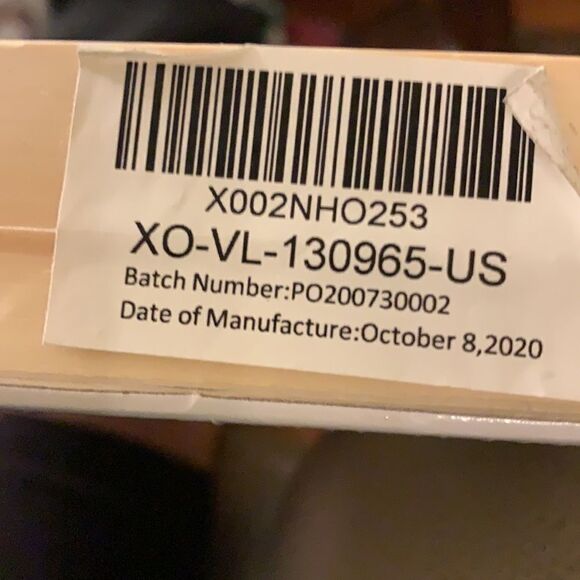 X002NHO253
XO-VL-130965-US
Batch Number:PO200730002
Date of Manufacture:October 8,2020